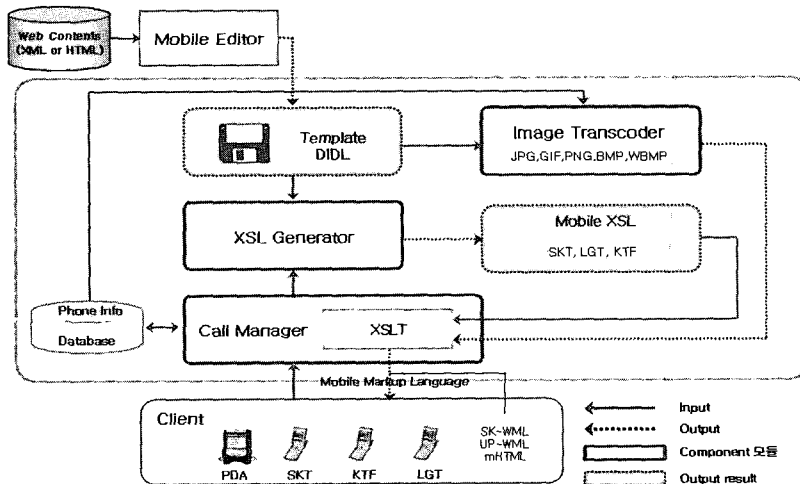 Web Contents
(XML or HTML)
Mobile Editor
Template
DIDL
Image Transcoder
JPG,GIF,PNG,BMP,WBMP
XSL Generator
Mobile XSL
SKT, LGT, KTF
Phone Info
Database
Call Manager
XSLT
Mobile Markup Language
Client
PDA
SKT
KTF
LGT
SK-WML
UP-WML
mHTML
Input
Output
Component 모듈
Output result